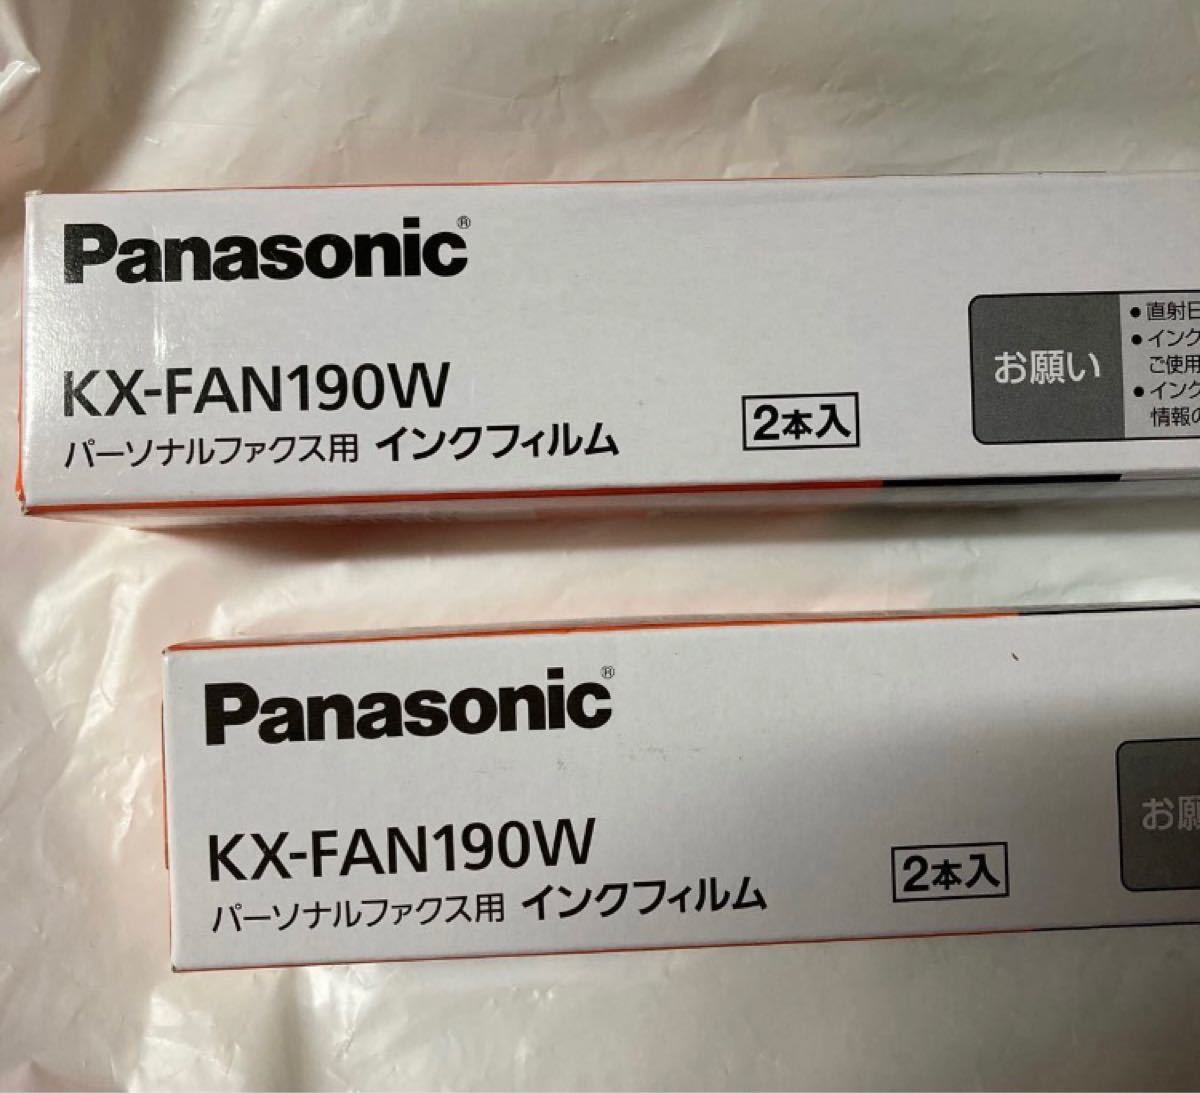 Panasonic®
KX-FAN190W
パーソナルファクス用 インクフィルム
2本入
お願い
●直射日
●インク
ご使用
●インク
情報の
Panasonic®
KX-FAN190W
パーソナルファクス用 インクフィルム
2本入
お願